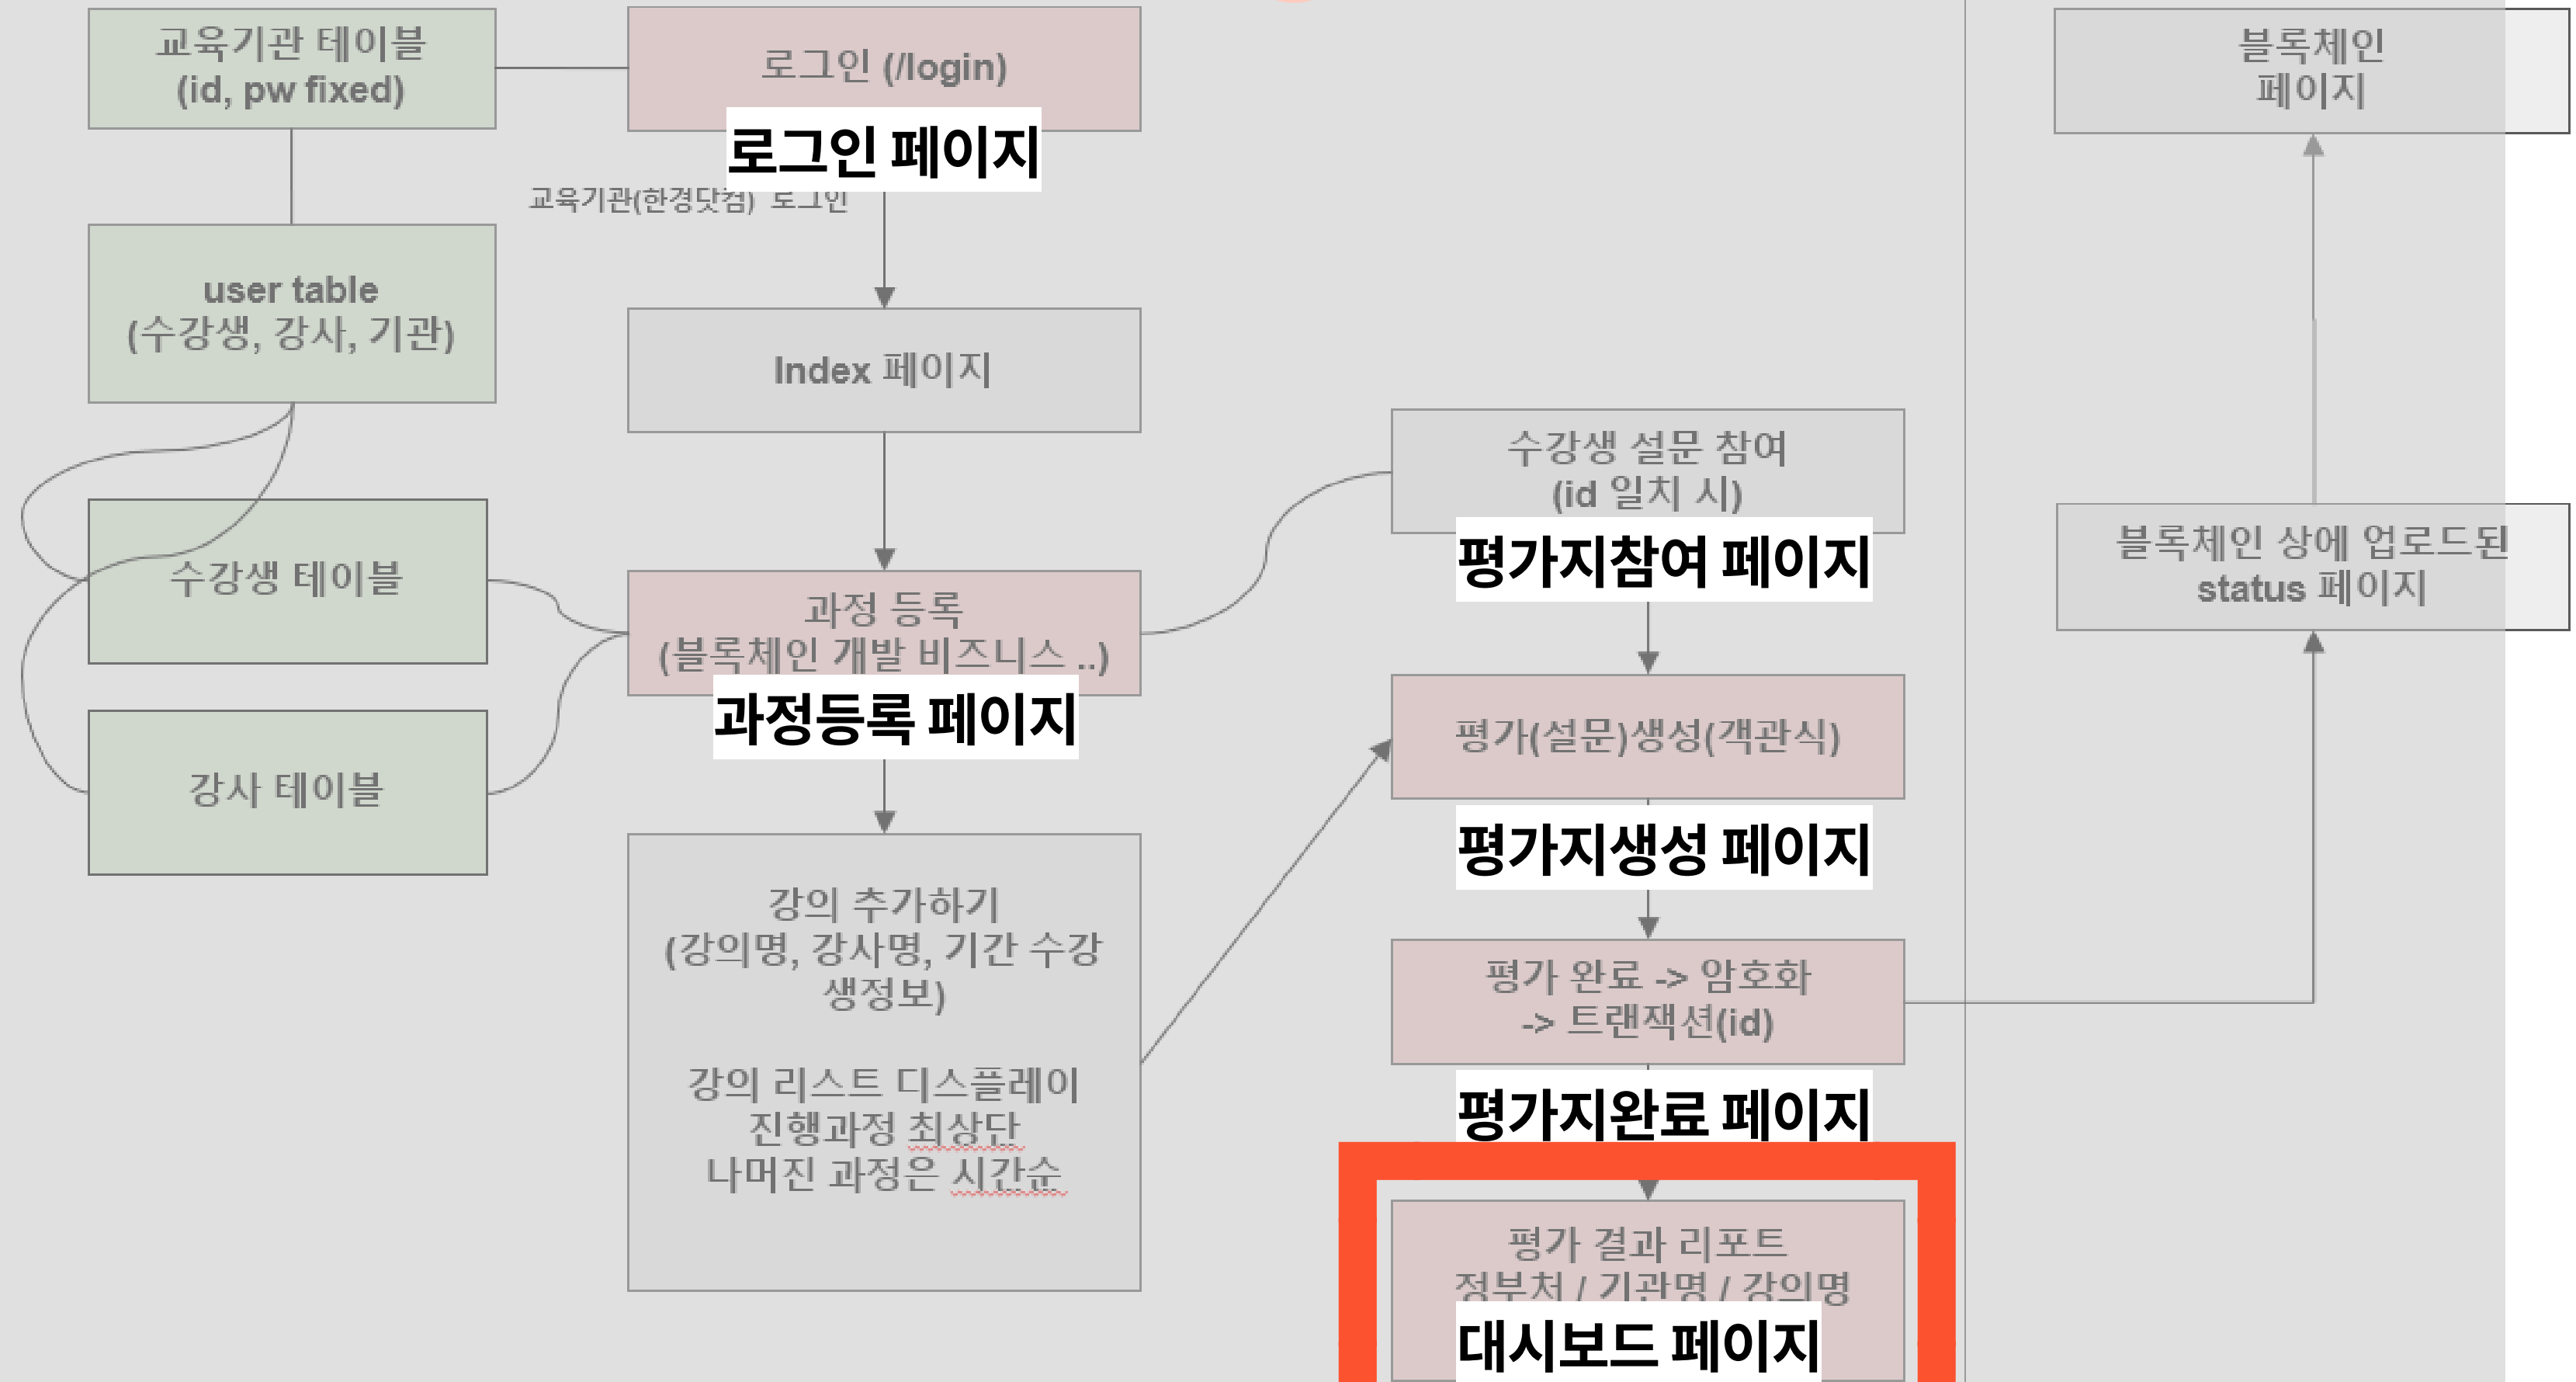 교육기관 테이블
(id, pw fixed)
로그인 (/login)
로그인 페이지
교육기관(한경닷컴) 로그인
user table
(수강생, 강사, 기관)
Index 페이지
수강생 테이블
강사 테이블
과정 등록
(블록체인 개발 비즈니스 ..)
과정등록 페이지
강의 추가하기
(강의명, 강사명, 기간 수강
생정보)
강의 리스트 디스플레이
진행과정 최상단
나머진 과정은 시간순
수강생 설문 참여
(id 일치 시)
평가지참여 페이지
평가(설문)생성(객관식)
평가지생성 페이지
평가 완료 -> 암호화
-> 트랜잭션(id)
평가지완료 페이지
평가 결과 리포트
정부처 / 기관명 / 강의명
대시보드 페이지
블록체인
페이지
블록체인 상에 업로드된
status 페이지